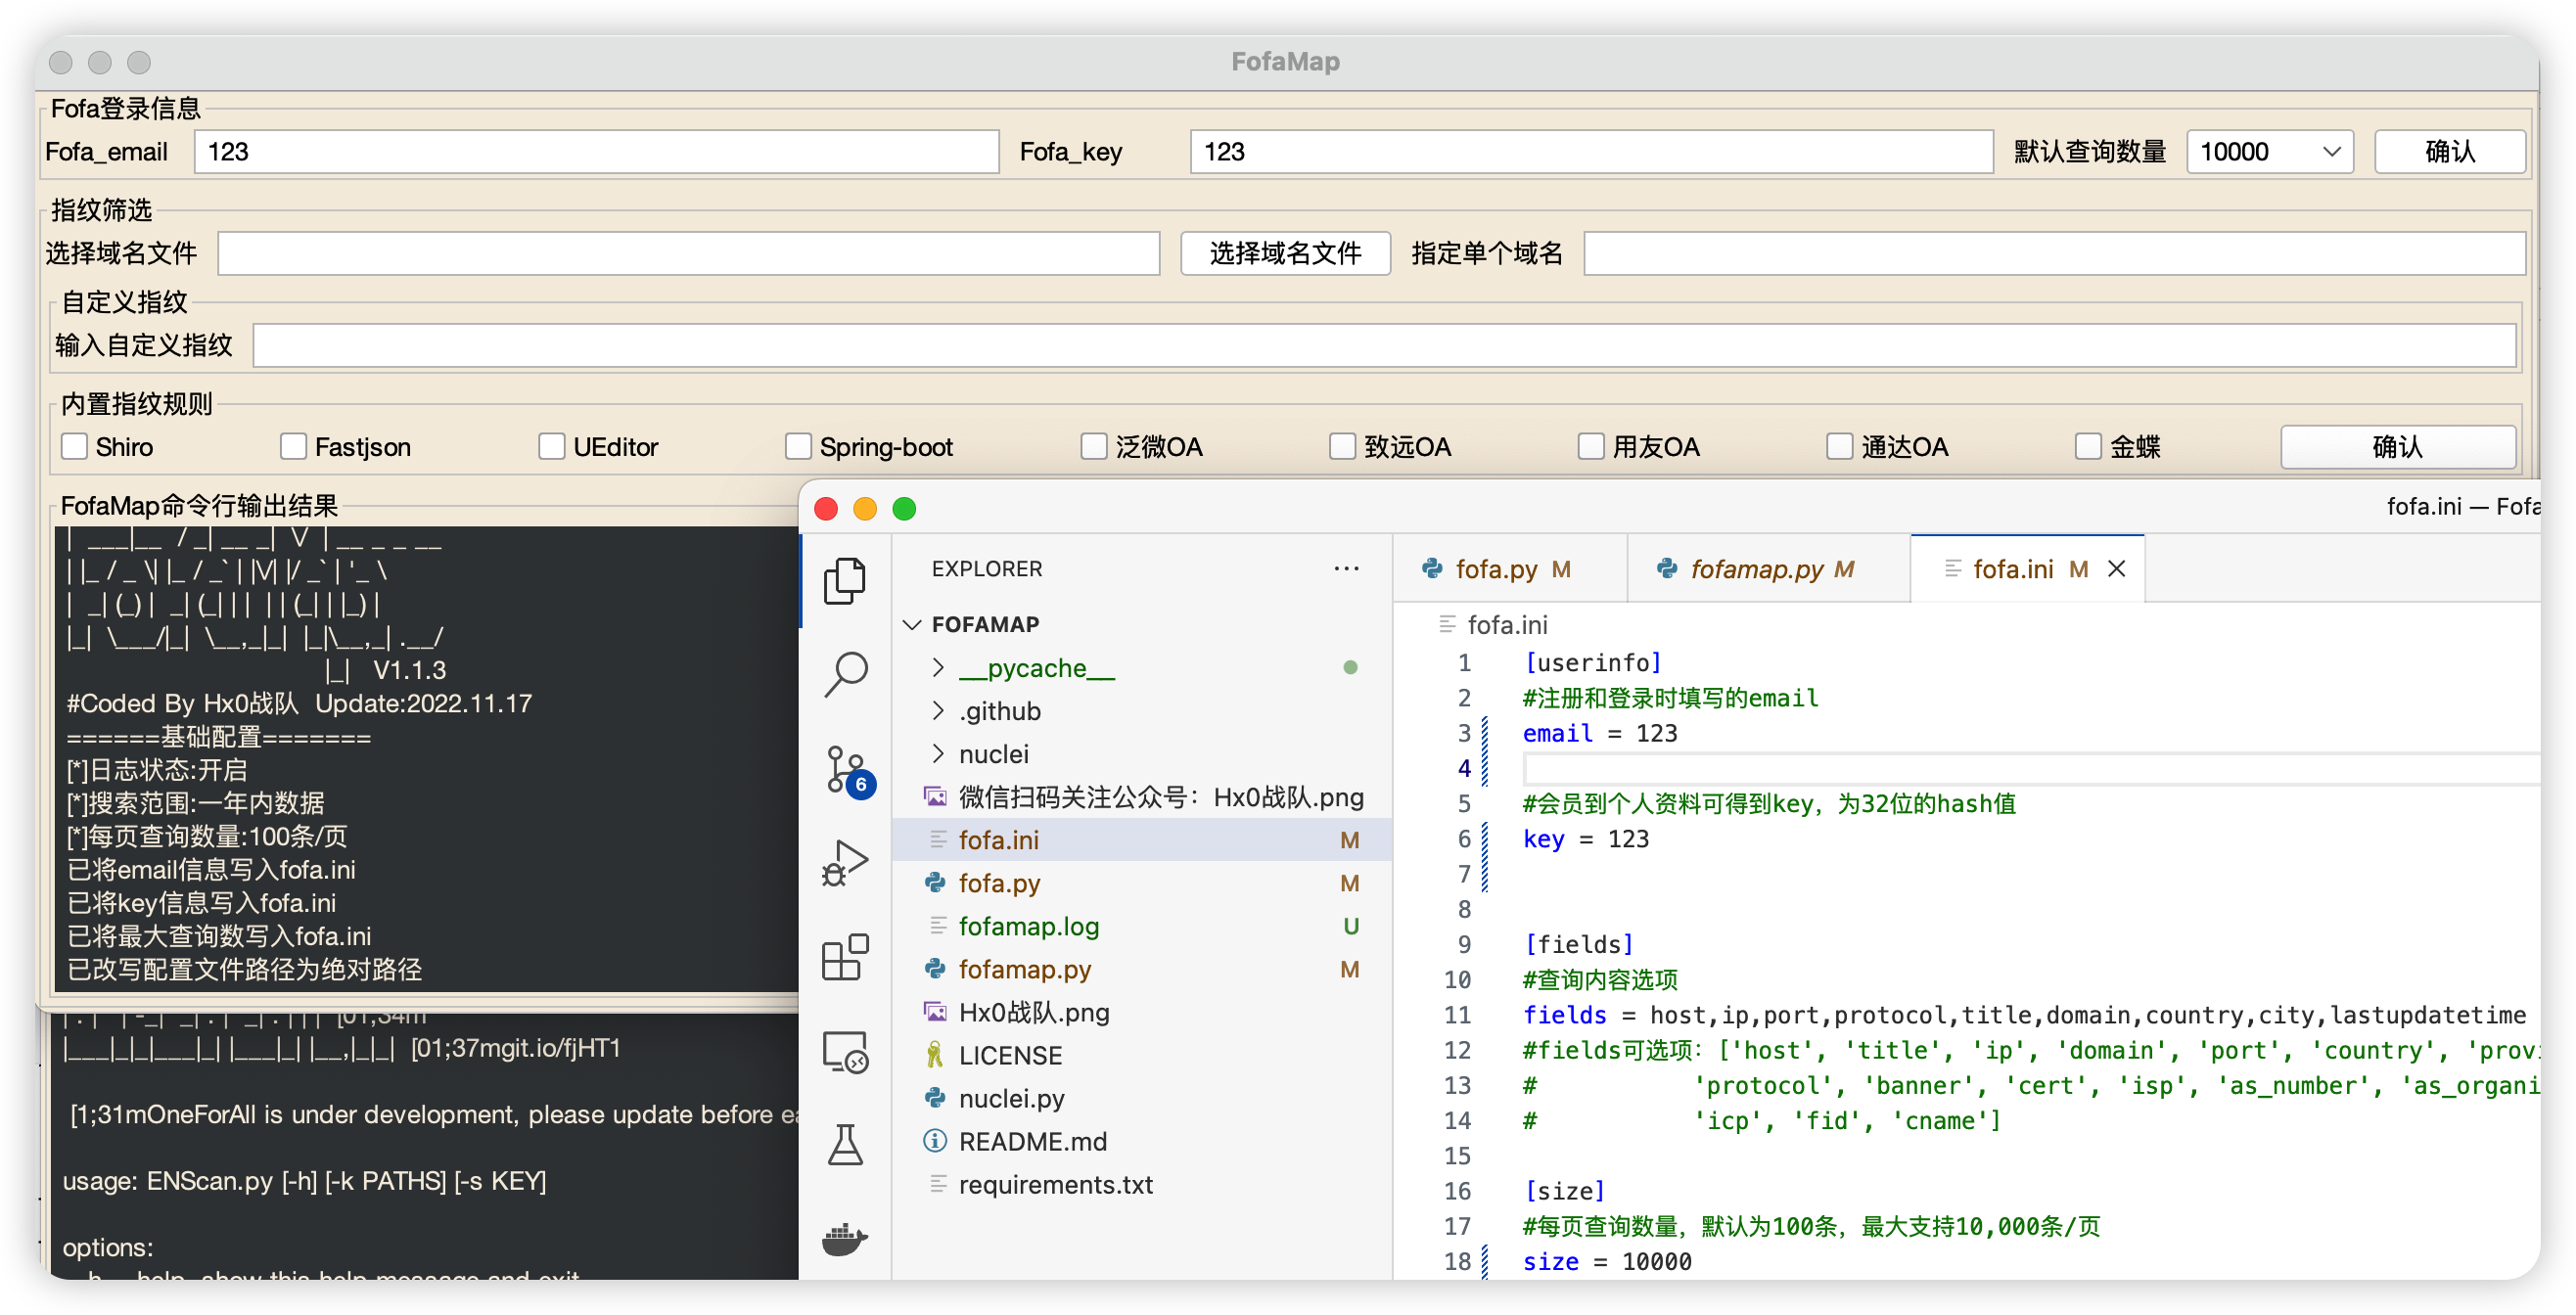 FofaMap
Fofa登录信息
Fofa_email 123 Fofa_key 123 默认查询数量 10000 确认
指纹筛选
选择域名文件 选择域名文件 指定单个域名
自定义指纹
输入自定义指纹
内置指纹规则
Shiro Fastjson UEditor Spring-boot 泛微OA 致远OA 用友OA 通达OA 金蝶 确认
FofaMap命令行输出结果
|_| V1.1.3
#Coded By Hx0战队 Update:2022.11.17
======基础配置=======
[*]日志状态:开启
[*]搜索范围:一年内数据
[*]每页查询数量:100条/页
已将email信息写入fofa.ini
已将key信息写入fofa.ini
已将最大查询数写入fofa.ini
已改写配置文件路径为绝对路径
|___|_|_|___|_| |___|_| |__,|_|_| [01;37mgit.io/fjHT1
[1;31mOneForAll is under development, please update before
usage: ENScan.py [-h] [-k PATHS] [-s KEY]
options:
-h, --help show this help message and exit
fofa.ini — Fofa
EXPLORER ···
FOFAMAP
__pycache__
.github
nuclei
微信扫码关注公众号：Hx0战队.png
fofa.ini M
fofa.py M
fofamap.log U
fofamap.py M
Hx0战队.png
LICENSE
nuclei.py
README.md
requirements.txt
6
fofa.py M fofamap.py M fofa.ini M
fofa.ini
1 [userinfo]
2 #注册和登录时填写的email
3 email = 123
4
5 #会员到个人资料可得到key，为32位的hash值
6 key = 123
7
8
9 [fields]
10 #查询内容选项
11 fields = host,ip,port,protocol,title,domain,country,city,lastupdatetime
12 #fields可选项：['host', 'title', 'ip', 'domain', 'port', 'country', 'provi
13 # 'protocol', 'banner', 'cert', 'isp', 'as_number', 'as_organi
14 # 'icp', 'fid', 'cname']
15
16 [size]
17 #每页查询数量，默认为100条，最大支持10,000条/页
18 size = 10000